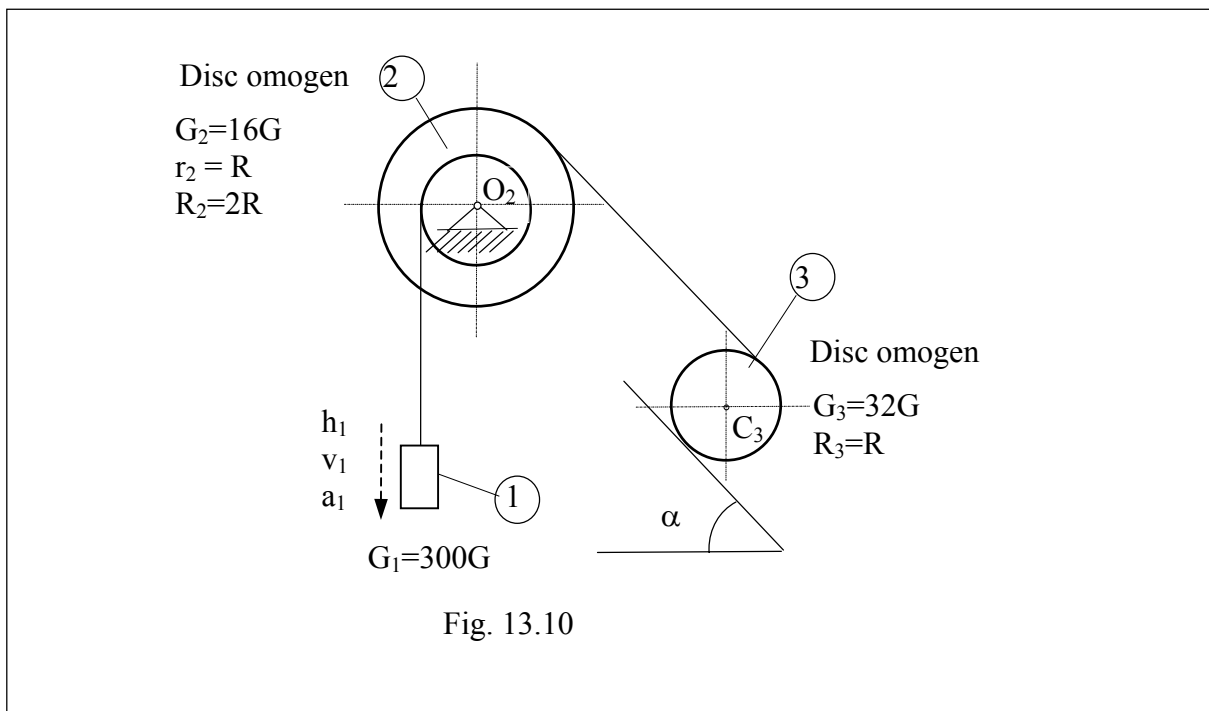 Disc omogen
2
G₂=16G
r₂ = R
R₂=2R
O₂
3
Disc omogen
G₃=32G
R₃=R
C₃
h₁
v₁
a₁
1
α
G₁=300G
Fig. 13.10